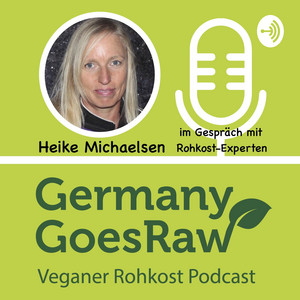 Heike Michaelsen
im Gespräch mit
Rohkost-Experten
Germany
GoesRaw
Veganer Rohkost Podcast